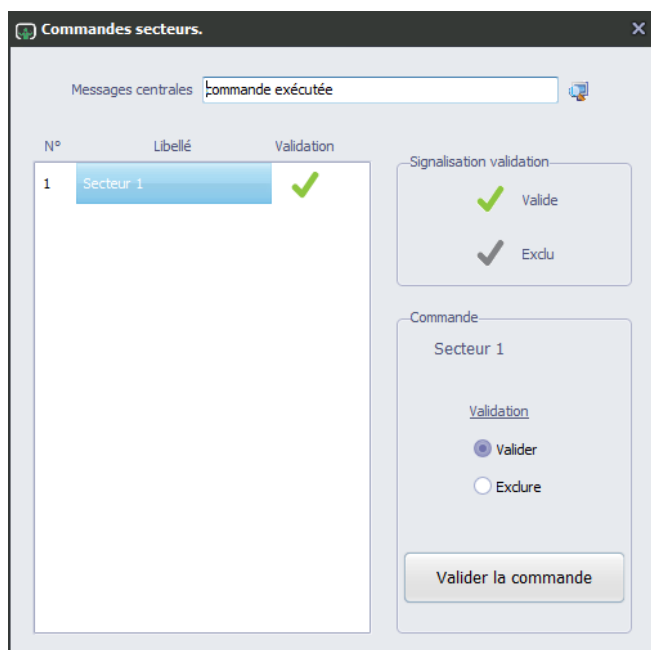 Commandes secteurs.
Messages centrales commande exécutée
N° Libellé Validation
1 Secteur 1
Signalisation validation
Valide
Exclu
Commande
Secteur 1
Validation
Valider
Exclure
Valider la commande